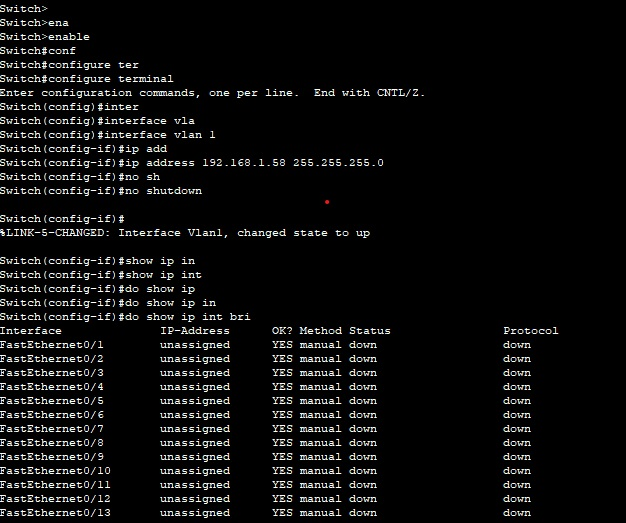 Switch>
Switch>ena
Switch>enable
Switch#conf
Switch#configure ter
Switch#configure terminal
Enter configuration commands, one per line.  End with CNTL/Z.
Switch(config)#inter
Switch(config)#interface vla
Switch(config)#interface vlan 1
Switch(config-if)#ip add
Switch(config-if)#ip address 192.168.1.58 255.255.255.0
Switch(config-if)#no sh
Switch(config-if)#no shutdown
Switch(config-if)#
%LINK-5-CHANGED: Interface Vlan1, changed state to up
Switch(config-if)#show ip in
Switch(config-if)#show ip int
Switch(config-if)#do show ip
Switch(config-if)#do show ip in
Switch(config-if)#do show ip int bri
Interface              IP-Address      OK? Method Status                Protocol
FastEthernet0/1        unassigned      YES manual down                  down
FastEthernet0/2        unassigned      YES manual down                  down
FastEthernet0/3        unassigned      YES manual down                  down
FastEthernet0/4        unassigned      YES manual down                  down
FastEthernet0/5        unassigned      YES manual down                  down
FastEthernet0/6        unassigned      YES manual down                  down
FastEthernet0/7        unassigned      YES manual down                  down
FastEthernet0/8        unassigned      YES manual down                  down
FastEthernet0/9        unassigned      YES manual down                  down
FastEthernet0/10       unassigned      YES manual down                  down
FastEthernet0/11       unassigned      YES manual down                  down
FastEthernet0/12       unassigned      YES manual down                  down
FastEthernet0/13       unassigned      YES manual down                  down